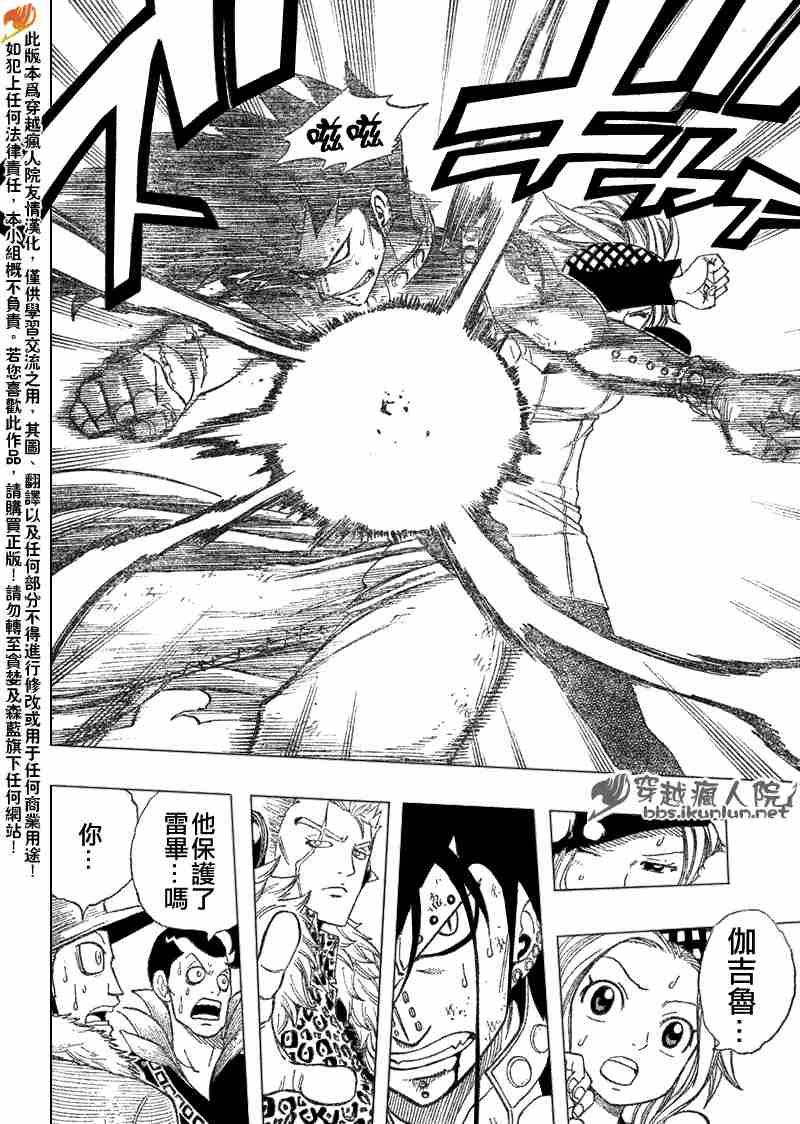 此版本爲穿越瘋人院友情漢化，僅供學習交流之用，其圖、翻譯以及任何部分不得進行修改或用于任何商業用途！
如犯上任何法律責任，本小組概不負責。若您喜歡此作品，請購買正版！請勿轉至貪婪及森藍旗下任何網站！
嗞嗞
穿越瘋人院
bbs.ikunlun.net
伽吉魯…
他保護了
雷畢…嗎
你…